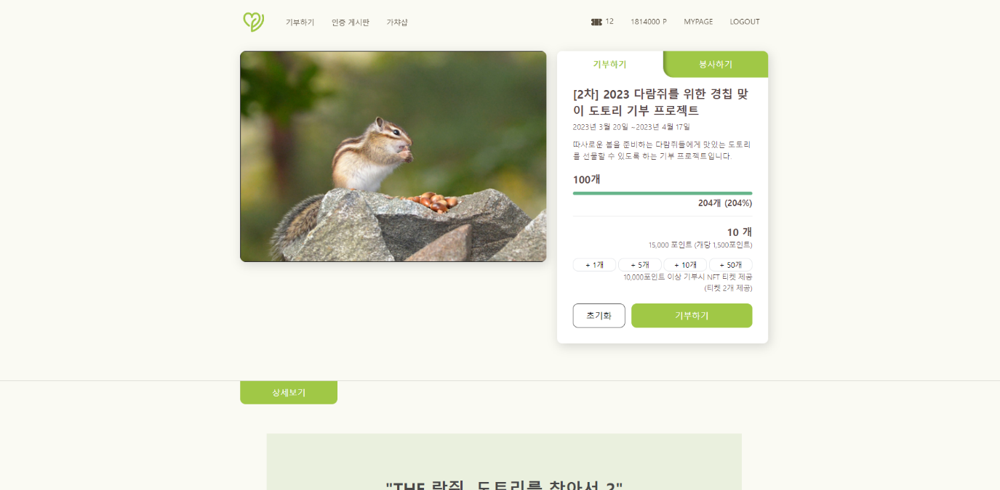 기부하기 인증 게시판 가챠샵 12 1814000 P MYPAGE LOGOUT
기부하기 봉사하기
[2차] 2023 다람쥐를 위한 경칩 맞
이 도토리 기부 프로젝트
2023년 3월 20일 ~2023년 4월 17일
따사로운 봄을 준비하는 다람쥐들에게 맛있는 도토리
를 선물할 수 있도록 하는 기부 프로젝트입니다.
100개
204개 (204%)
10 개
15,000 포인트 (개당 1,500포인트)
+ 1개 + 5개 + 10개 + 50개
10,000포인트 이상 기부시 NFT 티켓 제공
(티켓 2개 제공)
초기화 기부하기
상세보기
"THE 람쥐, 도토리를 찾아서 2"